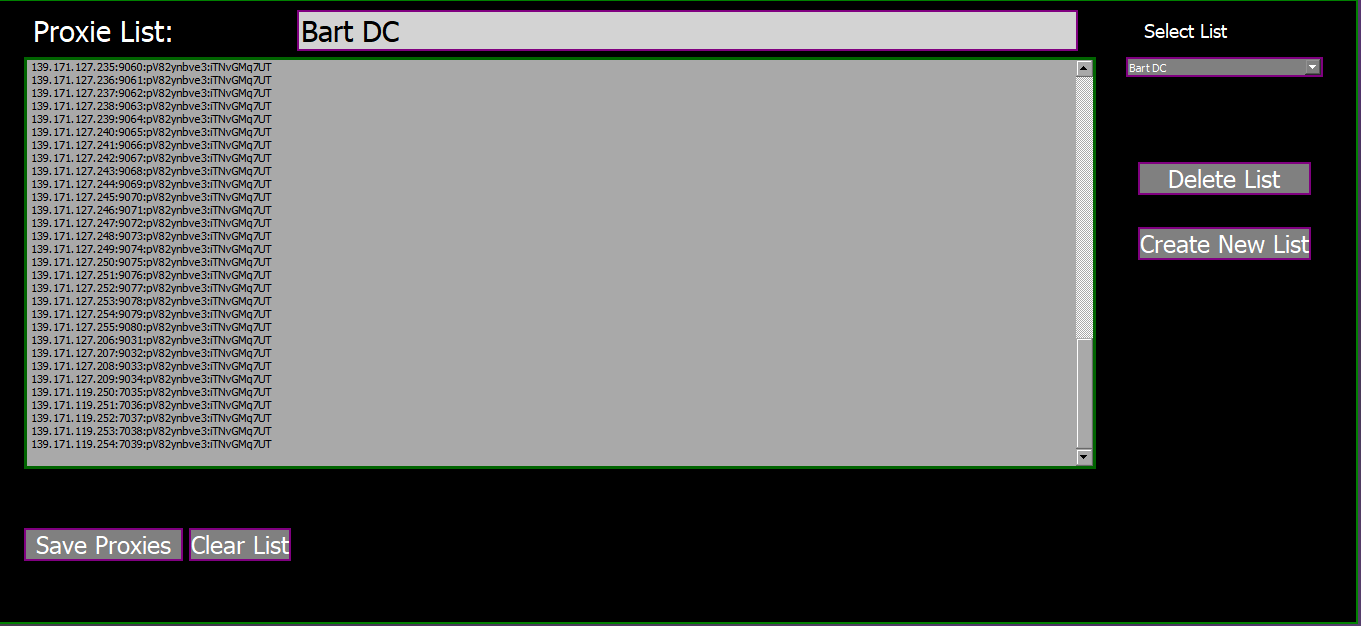 Proxie List:
Bart DC
Select List
Bart DC
139.171.127.235:9060:pV82ynbve3:iTNvGMq7UT
139.171.127.236:9061:pV82ynbve3:iTNvGMq7UT
139.171.127.237:9062:pV82ynbve3:iTNvGMq7UT
139.171.127.238:9063:pV82ynbve3:iTNvGMq7UT
139.171.127.239:9064:pV82ynbve3:iTNvGMq7UT
139.171.127.240:9065:pV82ynbve3:iTNvGMq7UT
139.171.127.241:9066:pV82ynbve3:iTNvGMq7UT
139.171.127.242:9067:pV82ynbve3:iTNvGMq7UT
139.171.127.243:9068:pV82ynbve3:iTNvGMq7UT
139.171.127.244:9069:pV82ynbve3:iTNvGMq7UT
139.171.127.245:9070:pV82ynbve3:iTNvGMq7UT
139.171.127.246:9071:pV82ynbve3:iTNvGMq7UT
139.171.127.247:9072:pV82ynbve3:iTNvGMq7UT
139.171.127.248:9073:pV82ynbve3:iTNvGMq7UT
139.171.127.249:9074:pV82ynbve3:iTNvGMq7UT
139.171.127.250:9075:pV82ynbve3:iTNvGMq7UT
139.171.127.251:9076:pV82ynbve3:iTNvGMq7UT
139.171.127.252:9077:pV82ynbve3:iTNvGMq7UT
139.171.127.253:9078:pV82ynbve3:iTNvGMq7UT
139.171.127.254:9079:pV82ynbve3:iTNvGMq7UT
139.171.127.255:9080:pV82ynbve3:iTNvGMq7UT
139.171.127.206:9031:pV82ynbve3:iTNvGMq7UT
139.171.127.207:9032:pV82ynbve3:iTNvGMq7UT
139.171.127.208:9033:pV82ynbve3:iTNvGMq7UT
139.171.127.209:9034:pV82ynbve3:iTNvGMq7UT
139.171.119.250:7035:pV82ynbve3:iTNvGMq7UT
139.171.119.251:7036:pV82ynbve3:iTNvGMq7UT
139.171.119.252:7037:pV82ynbve3:iTNvGMq7UT
139.171.119.253:7038:pV82ynbve3:iTNvGMq7UT
139.171.119.254:7039:pV82ynbve3:iTNvGMq7UT
Delete List
Create New List
Save Proxies
Clear List